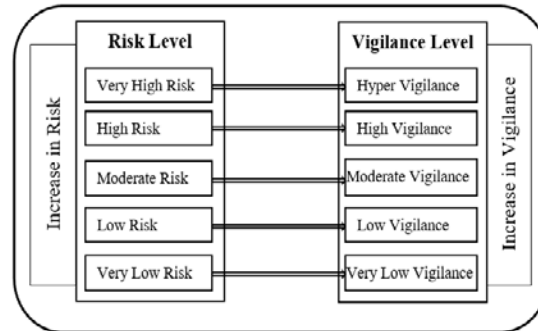 Risk Level
Vigilance Level
Increase in Risk
Very High Risk
Hyper Vigilance
High Risk
High Vigilance
Moderate Risk
Moderate Vigilance
Low Risk
Low Vigilance
Very Low Risk
Very Low Vigilance
Increase in Vigilance